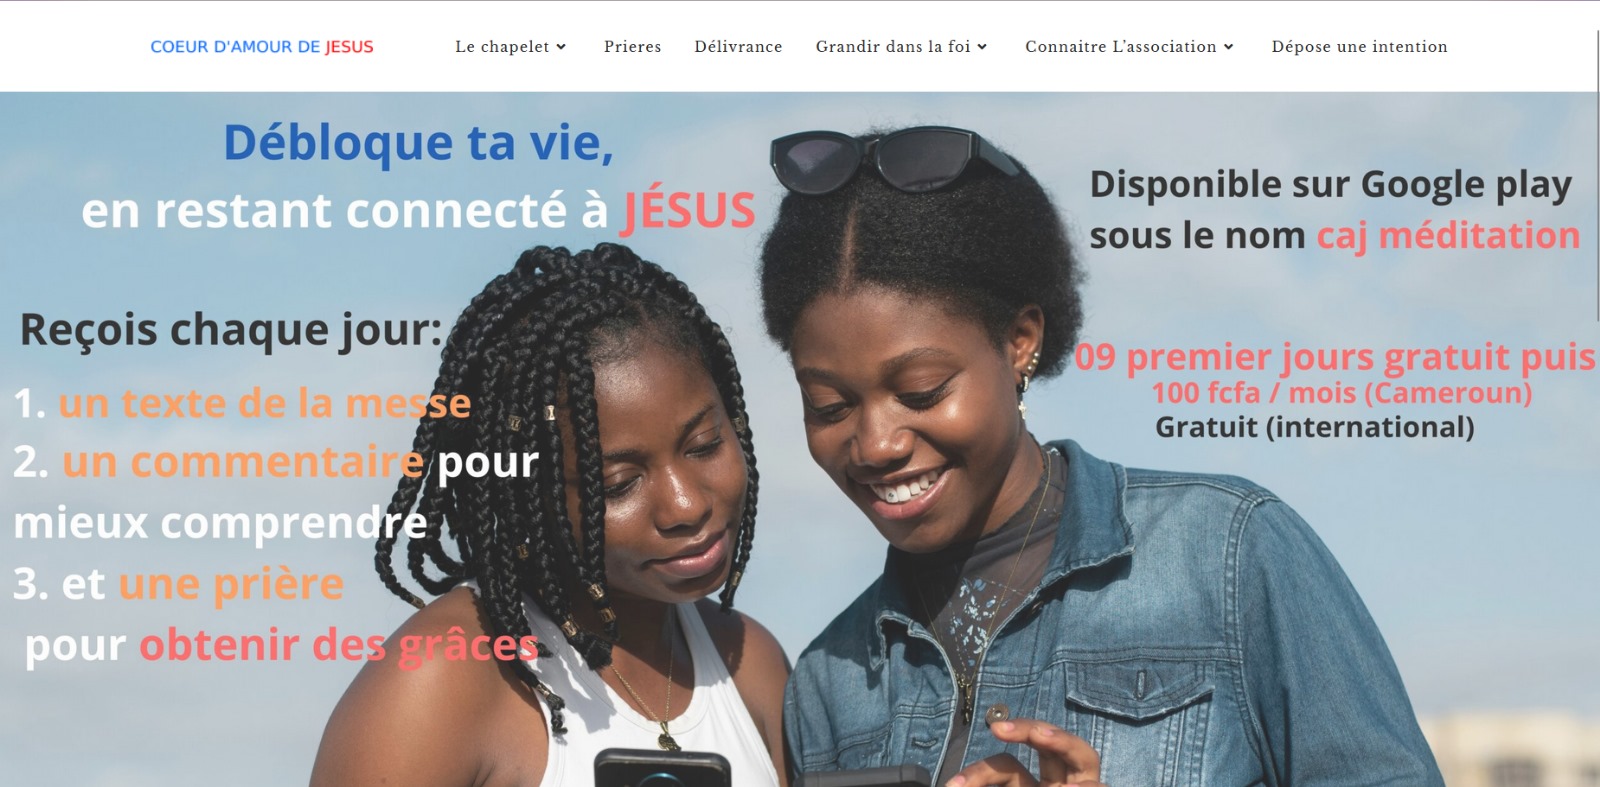 COEUR D'AMOUR DE JESUS
Le chapelet
Prieres
Délivrance
Grandir dans la foi
Connaitre L'association
Dépose une intention
Débloque ta vie,
en restant connecté à JÉSUS
Reçois chaque jour:
1. un texte de la messe
2. un commentaire pour
mieux comprendre
3. et une prière
pour obtenir des grâces
Disponible sur Google play
sous le nom caj méditation
09 premier jours gratuit puis
100 fcfa / mois (Cameroun)
Gratuit (international)